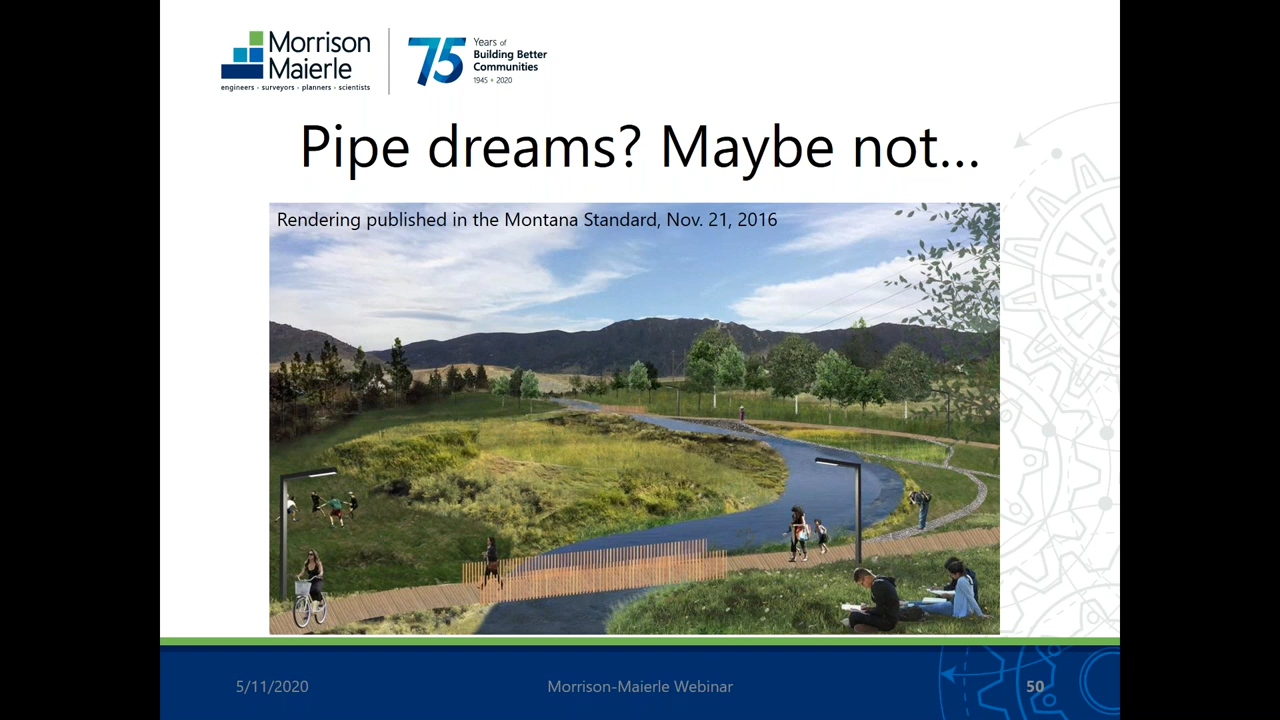 Morrison
Maierle
engineers - surveyors - planners - scientists
75
Years of
Building Better
Communities
1945 - 2020
Pipe dreams? Maybe not...
Rendering published in the Montana Standard, Nov. 21, 2016
5/11/2020
Morrison-Maierle Webinar
50